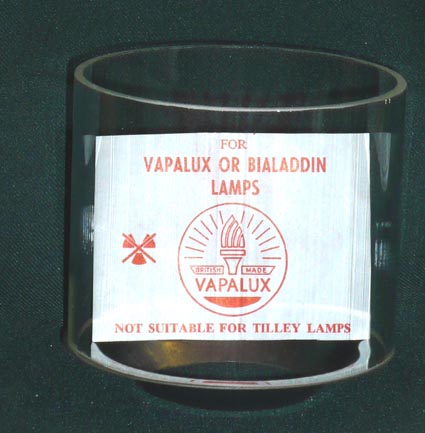 FOR
VAPALUX OR BIALADDIN
LAMPS
BRITISH MADE
VAPALUX
NOT SUITABLE FOR TILLEY LAMPS